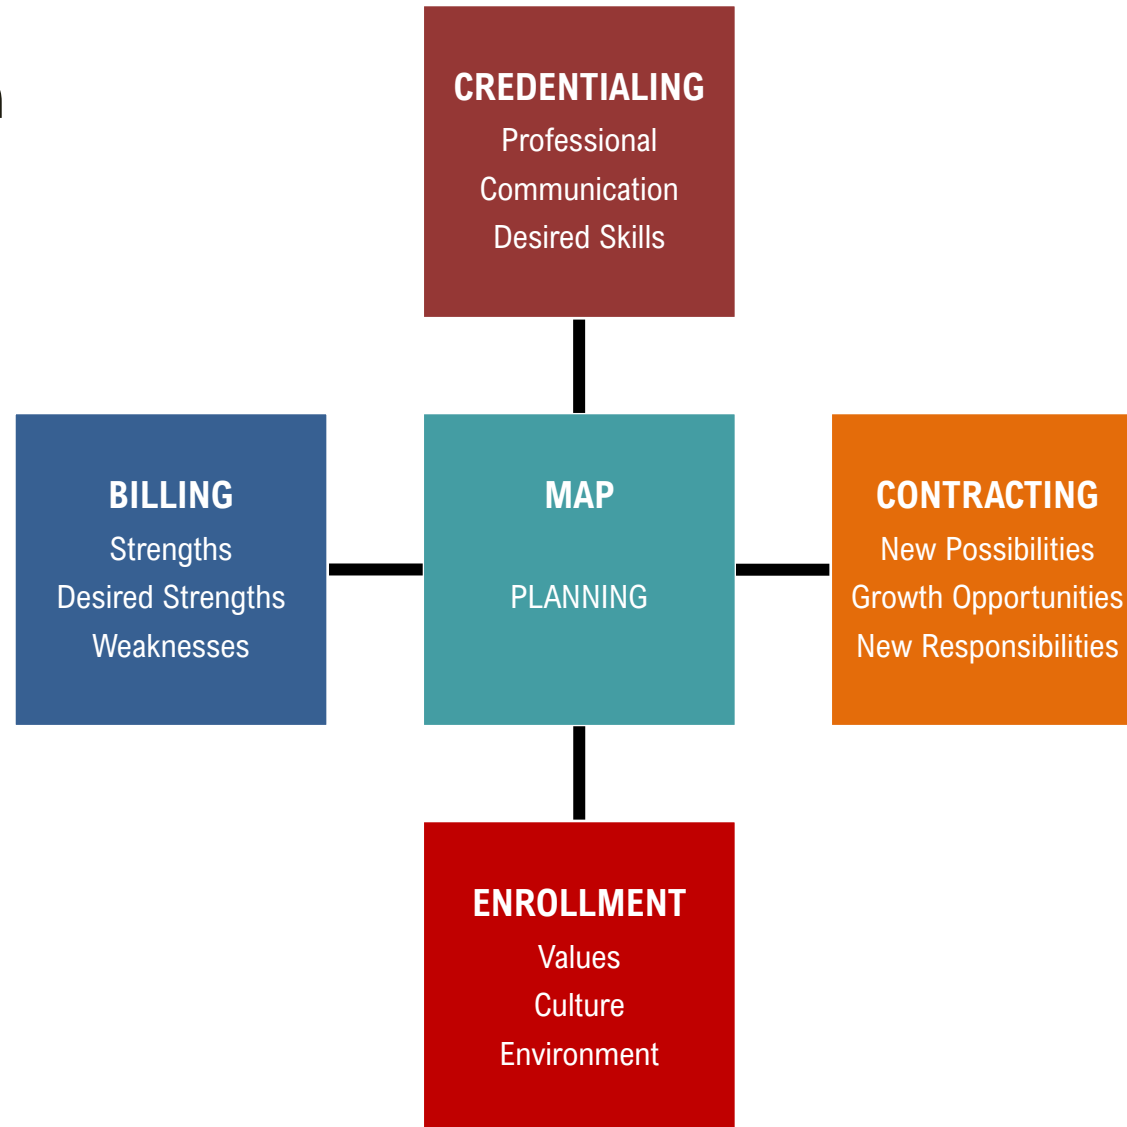 CREDENTIALING
Professional
Communication
Desired Skills
BILLING
Strengths
Desired Strengths
Weaknesses
MAP
PLANNING
CONTRACTING
New Possibilities
Growth Opportunities
New Responsibilities
ENROLLMENT
Values
Culture
Environment